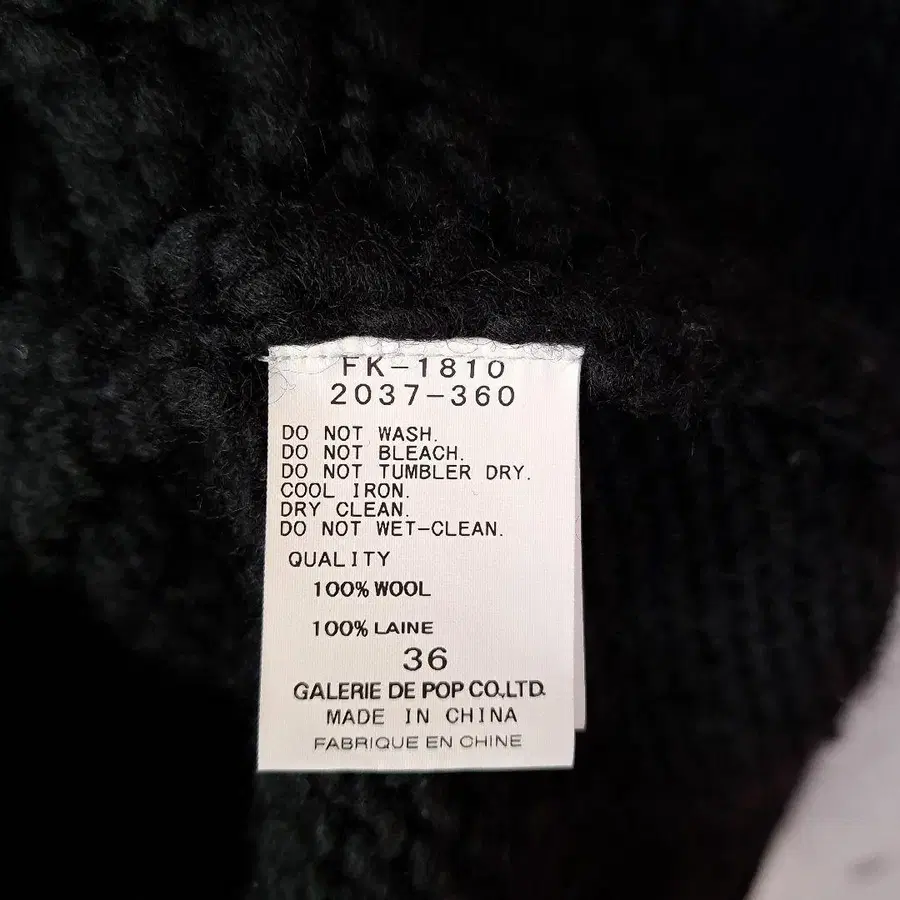 FK-1810
2037-360
DO NOT WASH.
DO NOT BLEACH.
DO NOT TUMBLER DRY.
COOL IRON.
DRY CLEAN.
DO NOT WET-CLEAN.
QUALITY
100% WOOL
100% LAINE
36
GALERIE DE POP CO.,LTD.
MADE IN CHINA
FABRIQUE EN CHINE